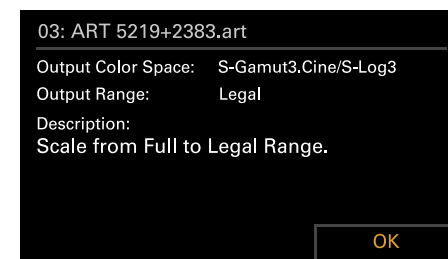 03: ART 5219+2383.art
Output Color Space: S-Gamut3.Cine/S-Log3
Output Range: Legal
Description:
Scale from Full to Legal Range.
OK